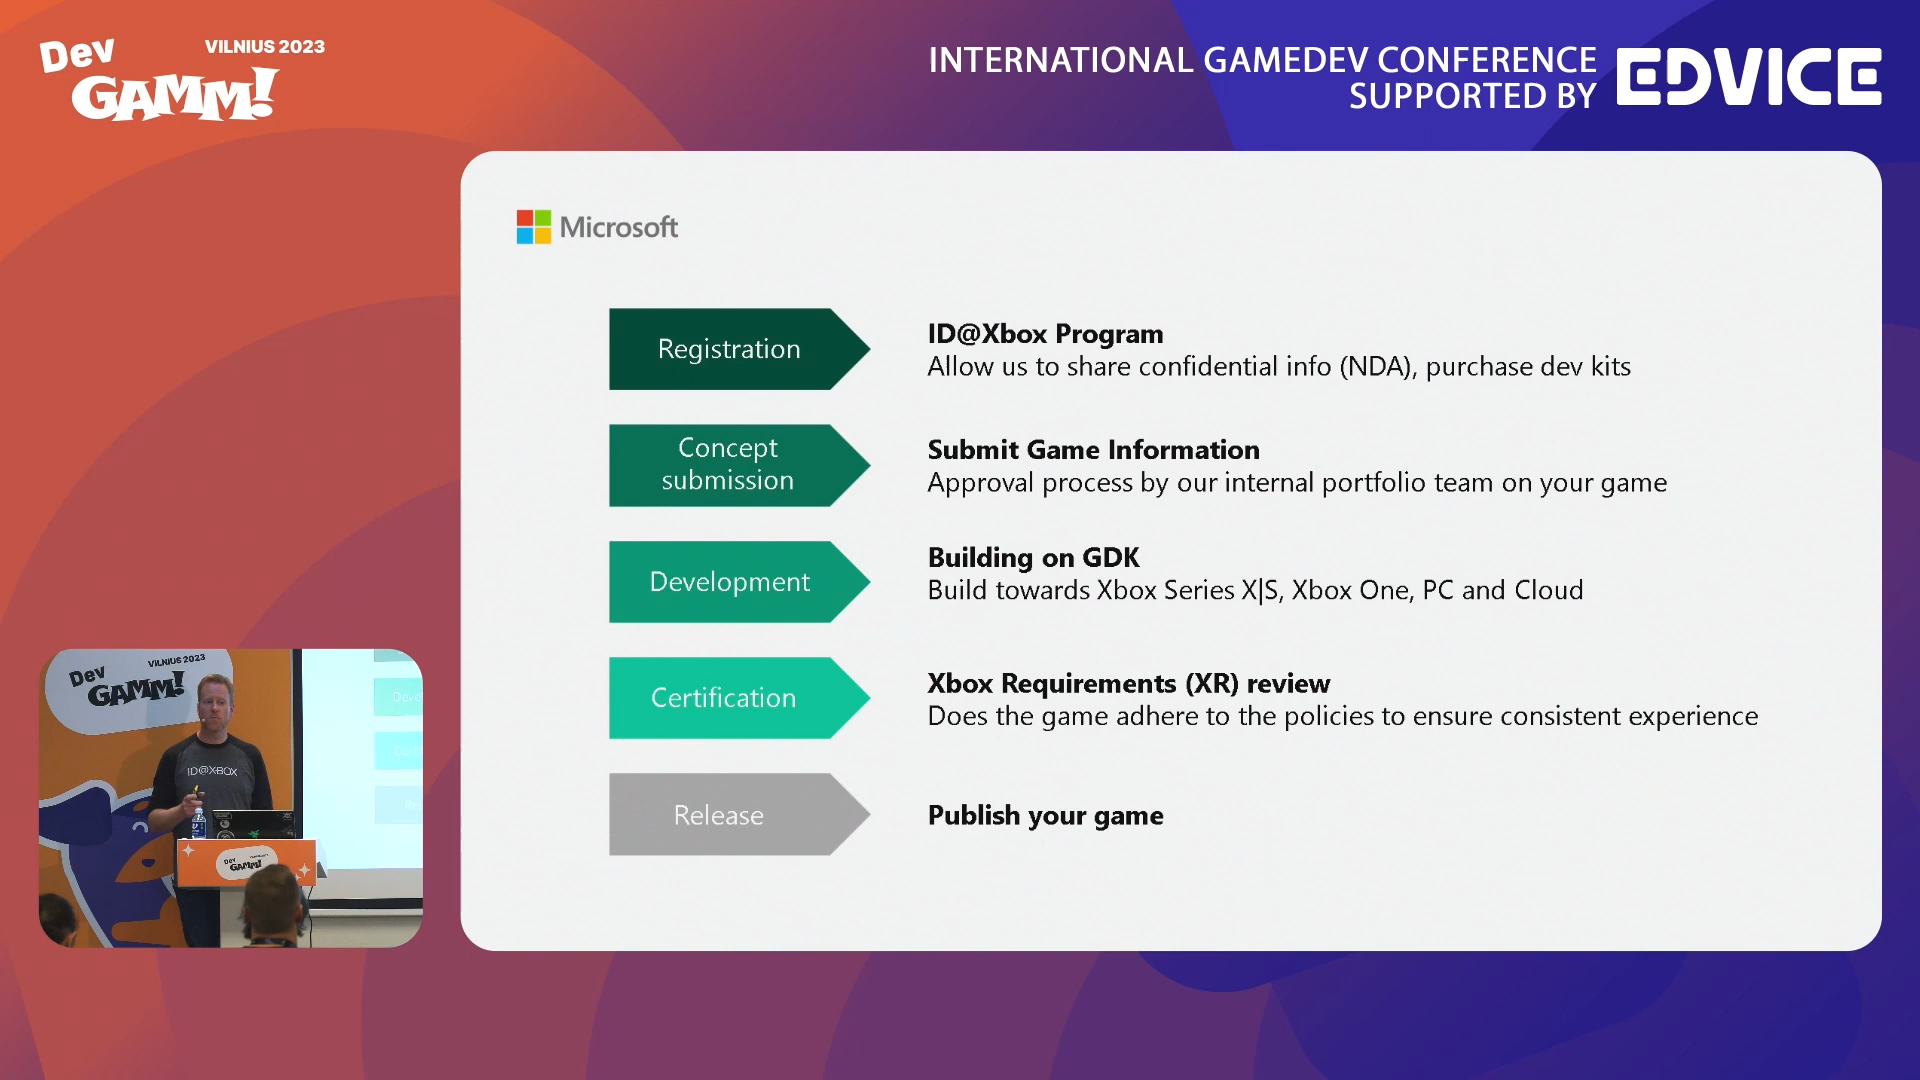 Dev
GAMM!
VILNIUS 2023
INTERNATIONAL GAMEDEV CONFERENCE
SUPPORTED BY
EDVICE
Microsoft
Registration
ID@Xbox Program
Allow us to share confidential info (NDA), purchase dev kits
Concept
submission
Submit Game Information
Approval process by our internal portfolio team on your game
Development
Building on GDK
Build towards Xbox Series X|S, Xbox One, PC and Cloud
Certification
Xbox Requirements (XR) review
Does the game adhere to the policies to ensure consistent experience
Release
Publish your game
Dev
GAMM!
VILNIUS 2023
ID@XBOX
Dev
GAMM!